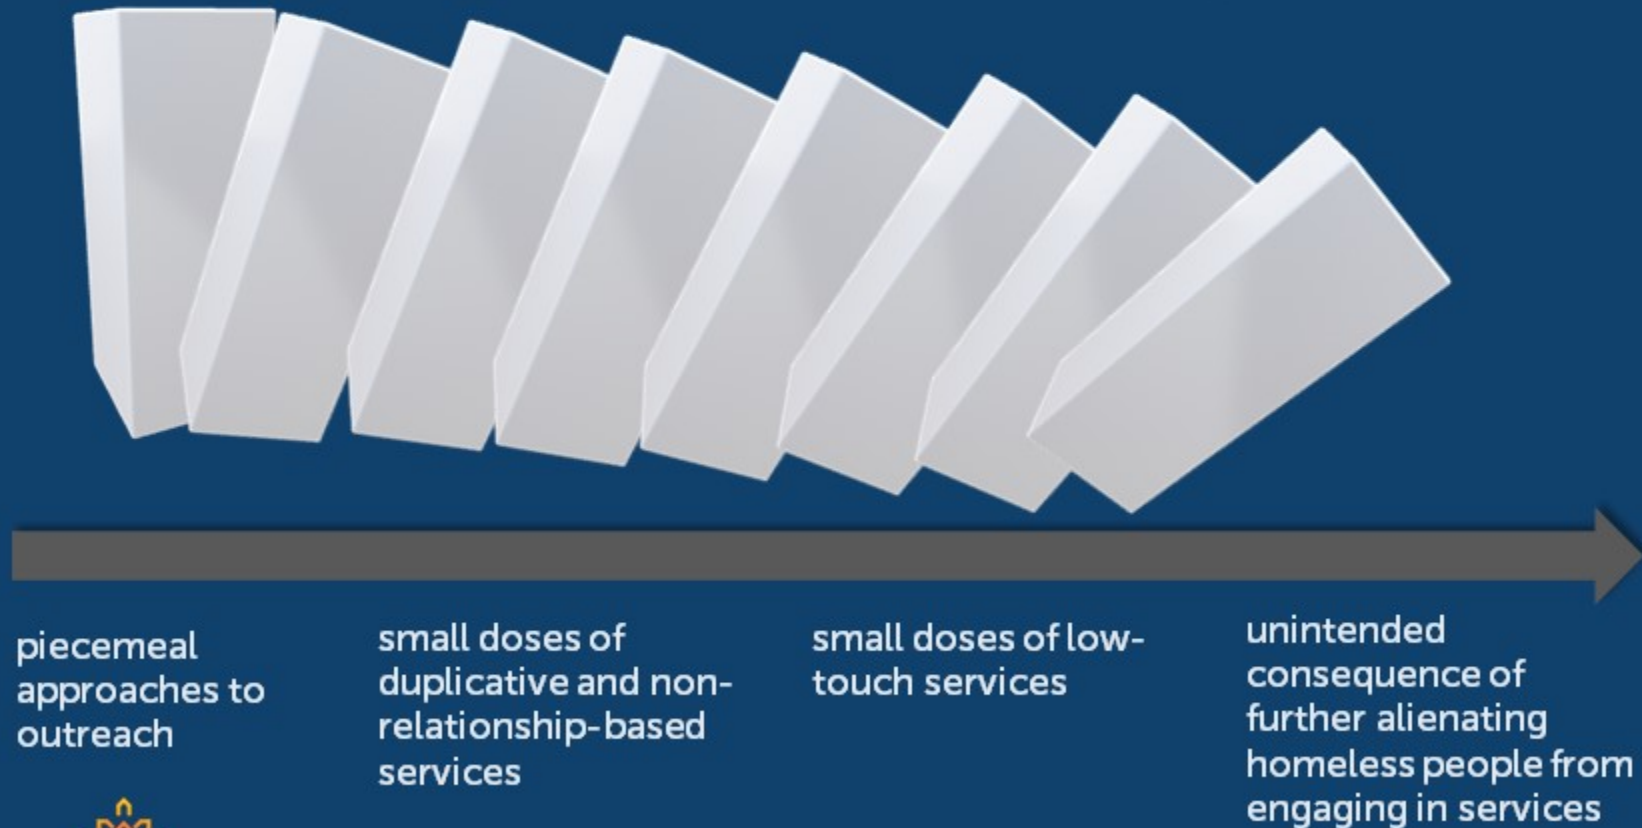 piecemeal
approaches to
outreach
small doses of
duplicative and non-
relationship-based
services
small doses of low-
touch services
unintended
consequence of
further alienating
homeless people from
engaging in services